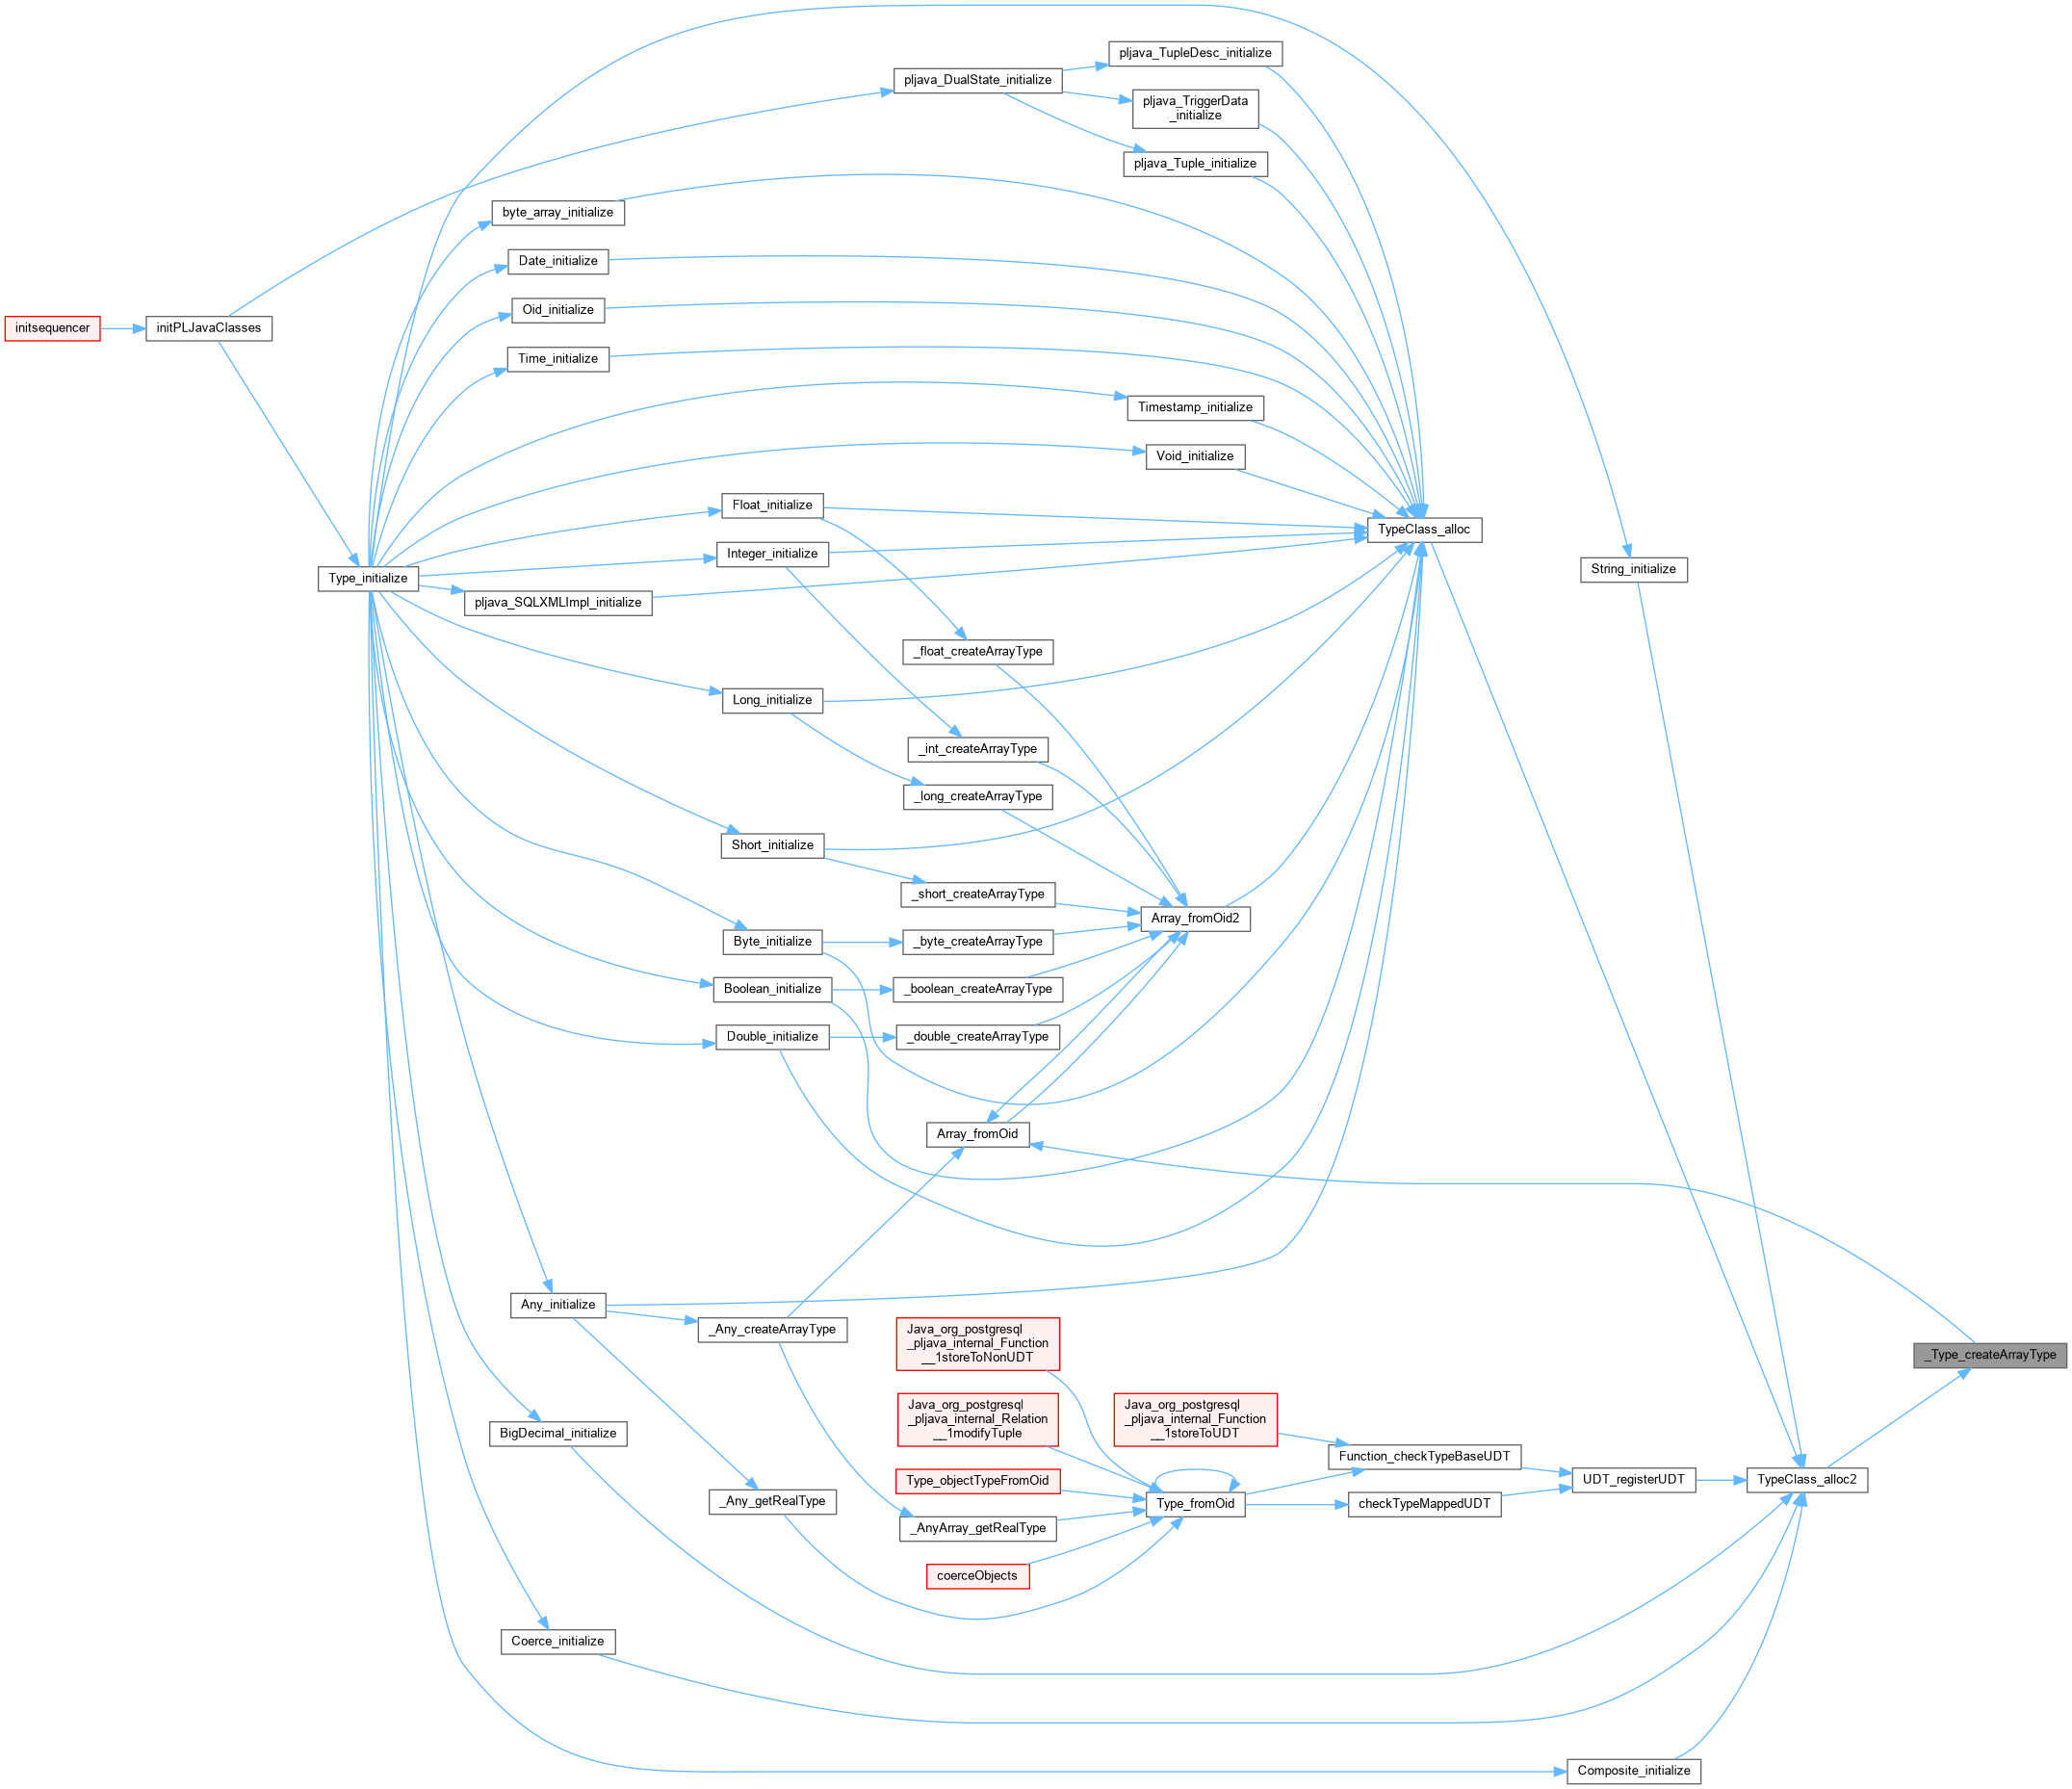 pljava_TupleDesc_initialize
pljava_DualState_initialize
pljava_TriggerData
_initialize
pljava_Tuple_initialize
byte_array_initialize
Date_initialize
Oid_initialize
initsequencer
initPLJavaClasses
Time_initialize
Timestamp_initialize
Void_initialize
Float_initialize
TypeClass_alloc
Integer_initialize
String_initialize
Type_initialize
pljava_SQLXMLImpl_initialize
_float_createArrayType
Long_initialize
_int_createArrayType
_long_createArrayType
Short_initialize
_short_createArrayType
Array_fromOid2
Byte_initialize
_byte_createArrayType
Boolean_initialize
_boolean_createArrayType
Double_initialize
_double_createArrayType
Array_fromOid
Any_initialize
_Any_createArrayType
Java_org_postgresql
_pljava_internal_Function
__1storeToNonUDT
_Type_createArrayType
Java_org_postgresql
_pljava_internal_Relation
__1modifyTuple
Java_org_postgresql
_pljava_internal_Function
__1storeToUDT
BigDecimal_initialize
Function_checkTypeBaseUDT
Type_objectTypeFromOid
UDT_registerUDT
TypeClass_alloc2
_Any_getRealType
Type_fromOid
checkTypeMappedUDT
_AnyArray_getRealType
coerceObjects
Coerce_initialize
Composite_initialize